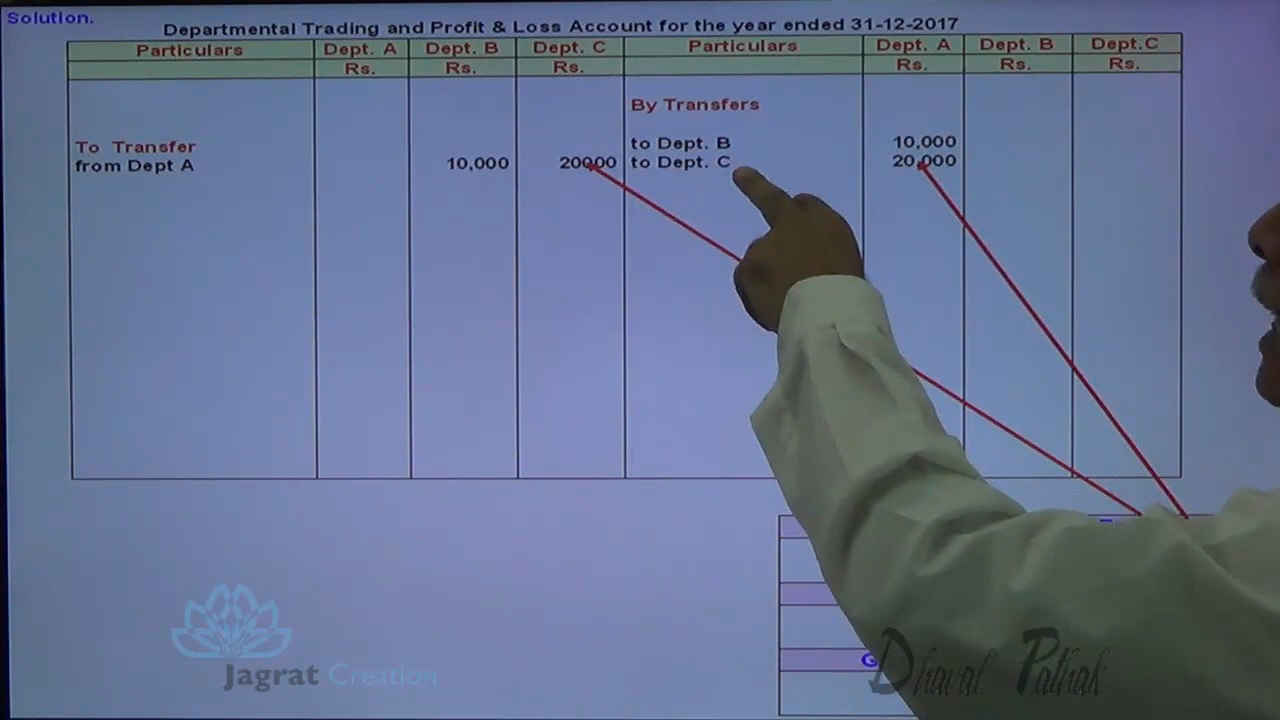 Solution.
Departmental Trading and Profit & Loss Account for the year ended 31-12-2017
Particulars Dept. A Dept. B Dept. C Particulars Dept. A Dept. B Dept.C
Rs. Rs. Rs. Rs. Rs. Rs.
By Transfers
To Transfer to Dept. B 10,000
from Dept A 10,000 20000 to Dept. C 20,000
G
Jagrat Creation
Dhaval Pathak